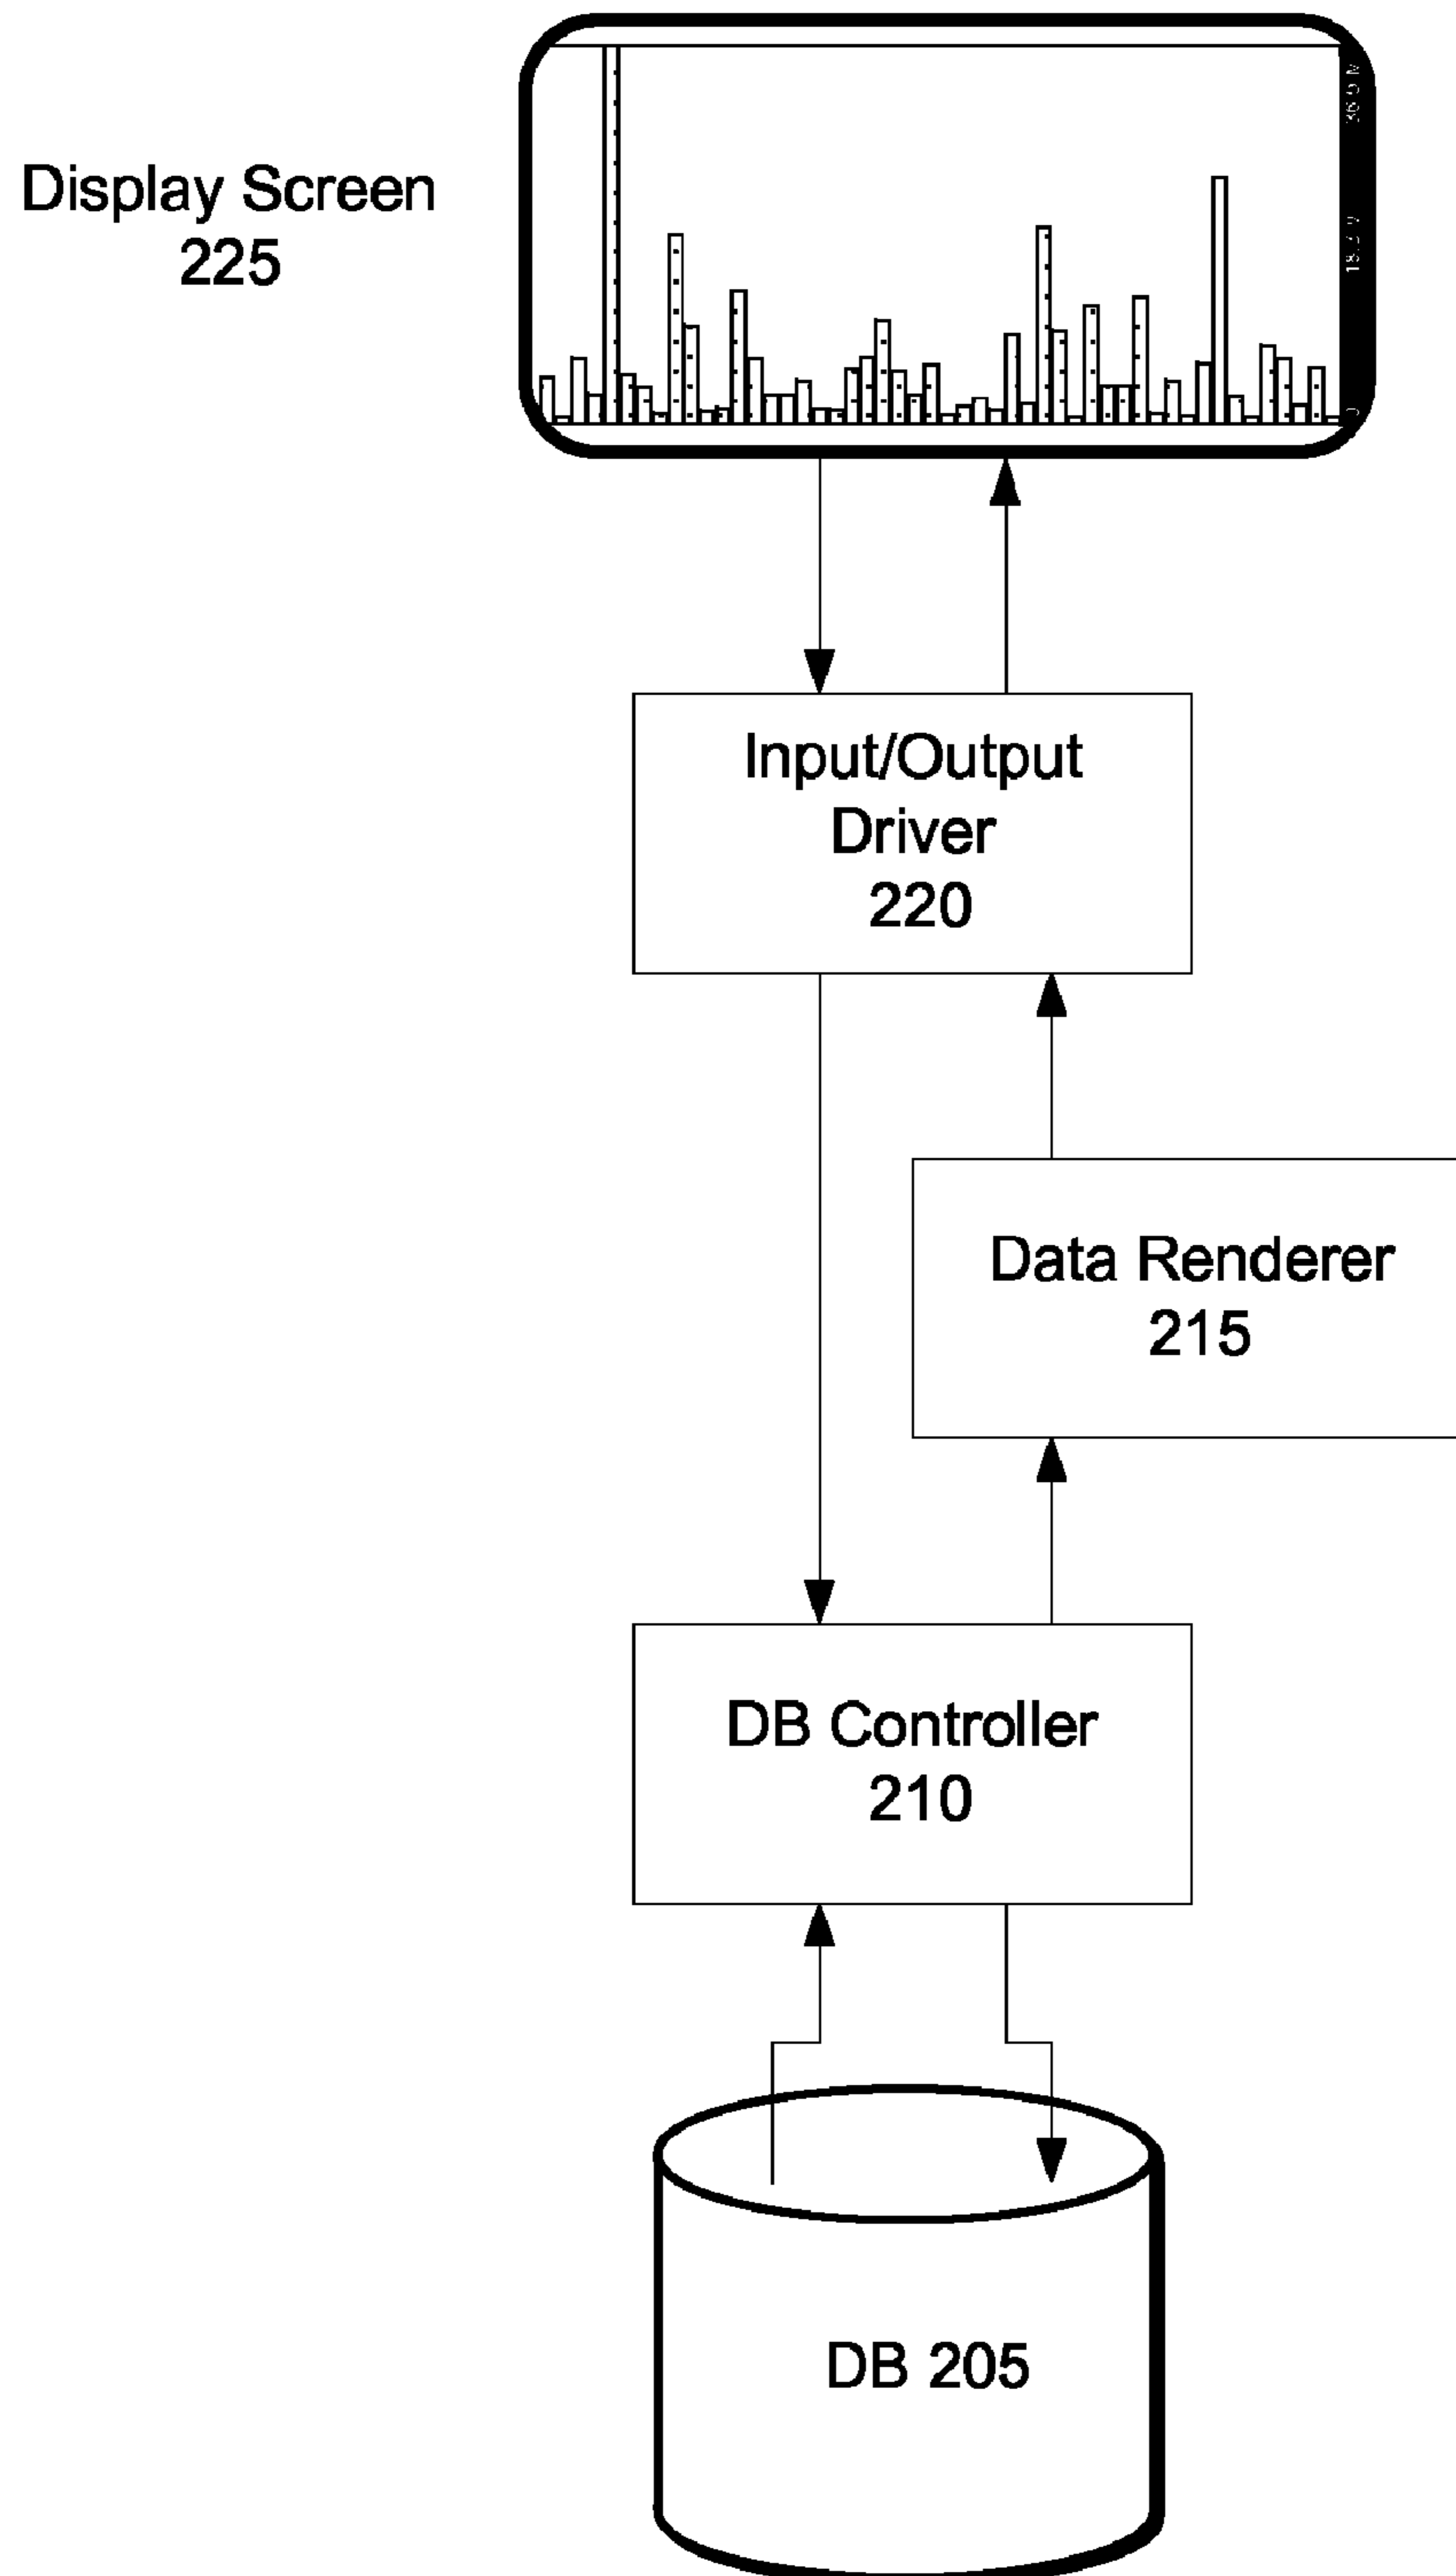 Display Screen
225
Input/Output
Driver
220
Data Renderer
215
DB Controller
210
DB 205